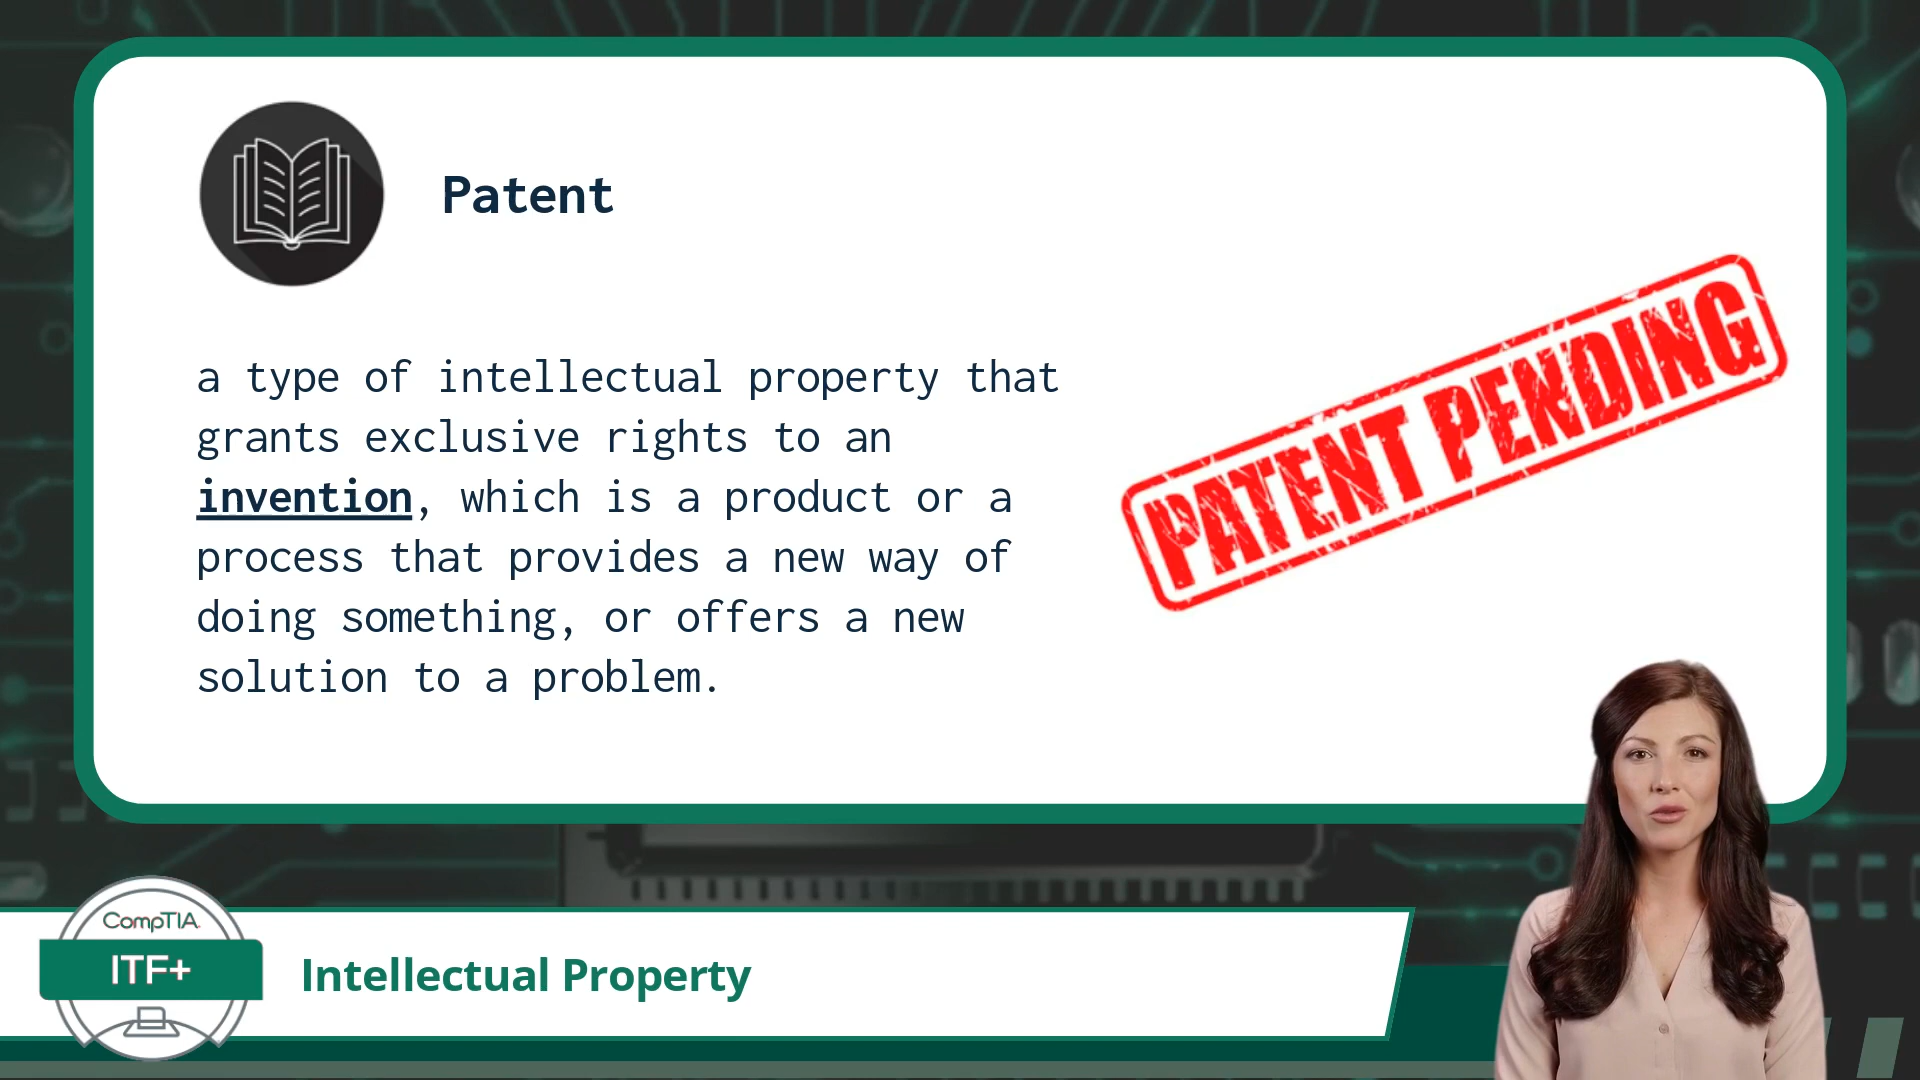 Patent
a type of intellectual property that
grants exclusive rights to an
invention, which is a product or a
process that provides a new way of
doing something, or offers a new
solution to a problem.
PATENT PENDING
CompTIA
ITF+
Intellectual Property